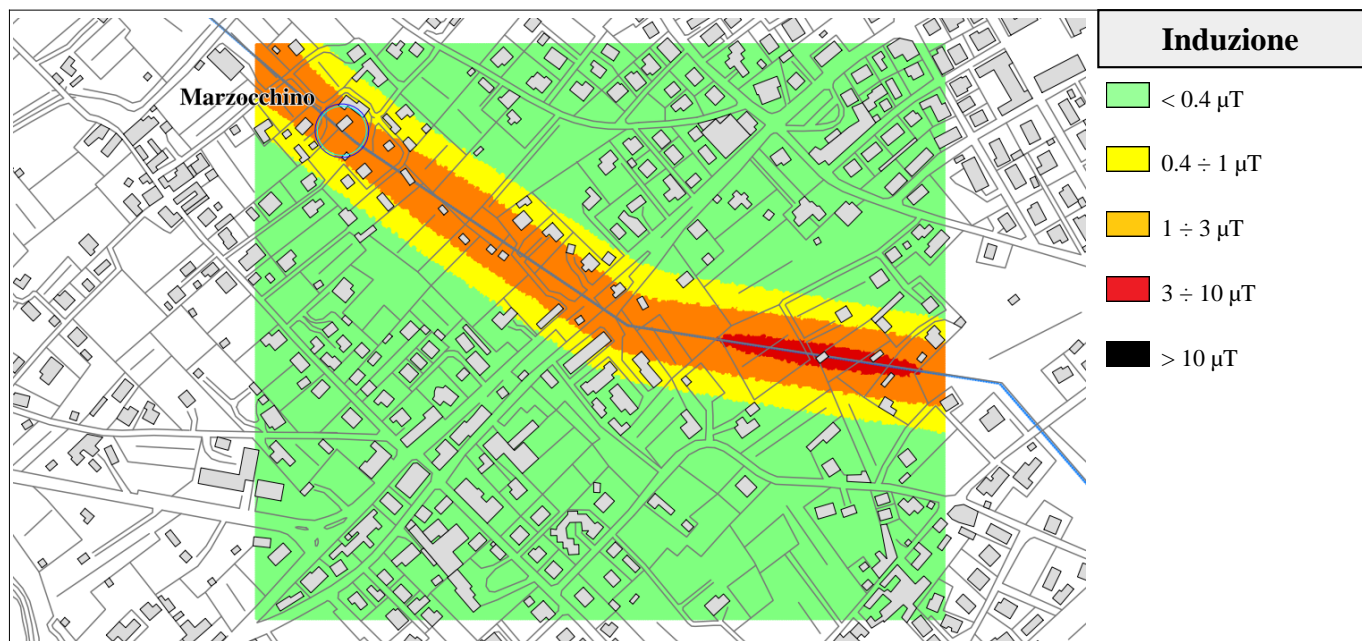 Induzione
Marzocchino
< 0.4 µT
0.4 ÷ 1 µT
1 ÷ 3 µT
3 ÷ 10 µT
> 10 µT